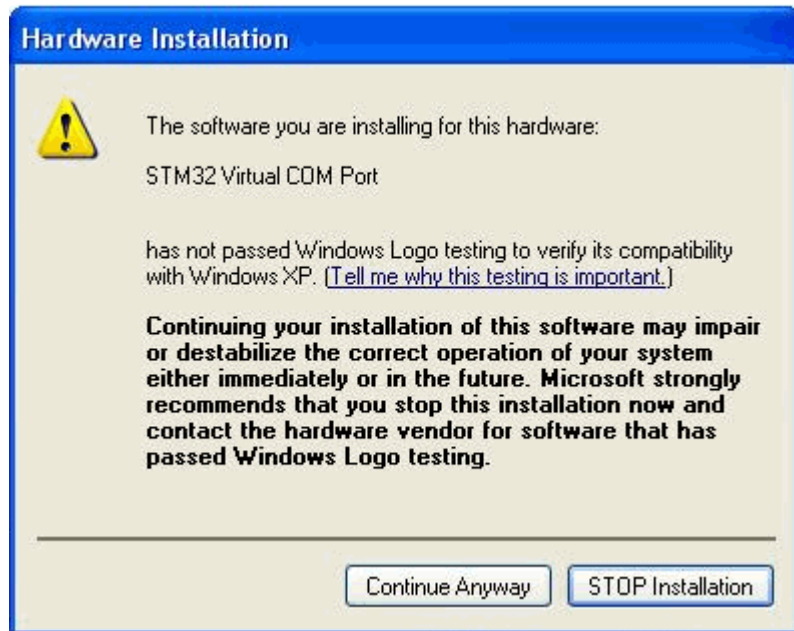 Hardware Installation
The software you are installing for this hardware:
STM32 Virtual COM Port
has not passed Windows Logo testing to verify its compatibility
with Windows XP. (Tell me why this testing is important.)
Continuing your installation of this software may impair
or destabilize the correct operation of your system
either immediately or in the future. Microsoft strongly
recommends that you stop this installation now and
contact the hardware vendor for software that has
passed Windows Logo testing.
Continue Anyway
STOP Installation